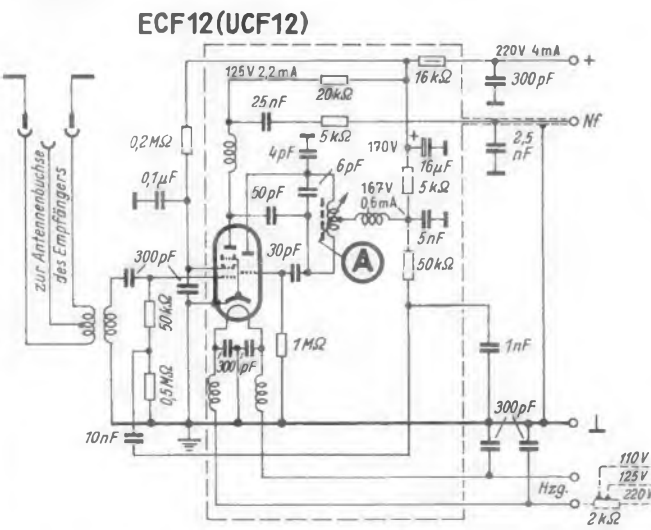 ECF12 (UCF12)
220V 4mA
+
125V 2,2mA
16kΩ
300pF
20kΩ
25nF
Nf
5kΩ
0,2MΩ
4pF
170V
+
16µF
2,5
nF
6pF
5kΩ
0,1µF
167V
0,6mA
50pF
5nF
zur Antennenbuchse
des Empfängers
300pF
30pF
A
50kΩ
50kΩ
1MΩ
1nF
300pF
0,5MΩ
300pF
10nF
⊥
110V
125V
220V
Hzg.
2kΩ